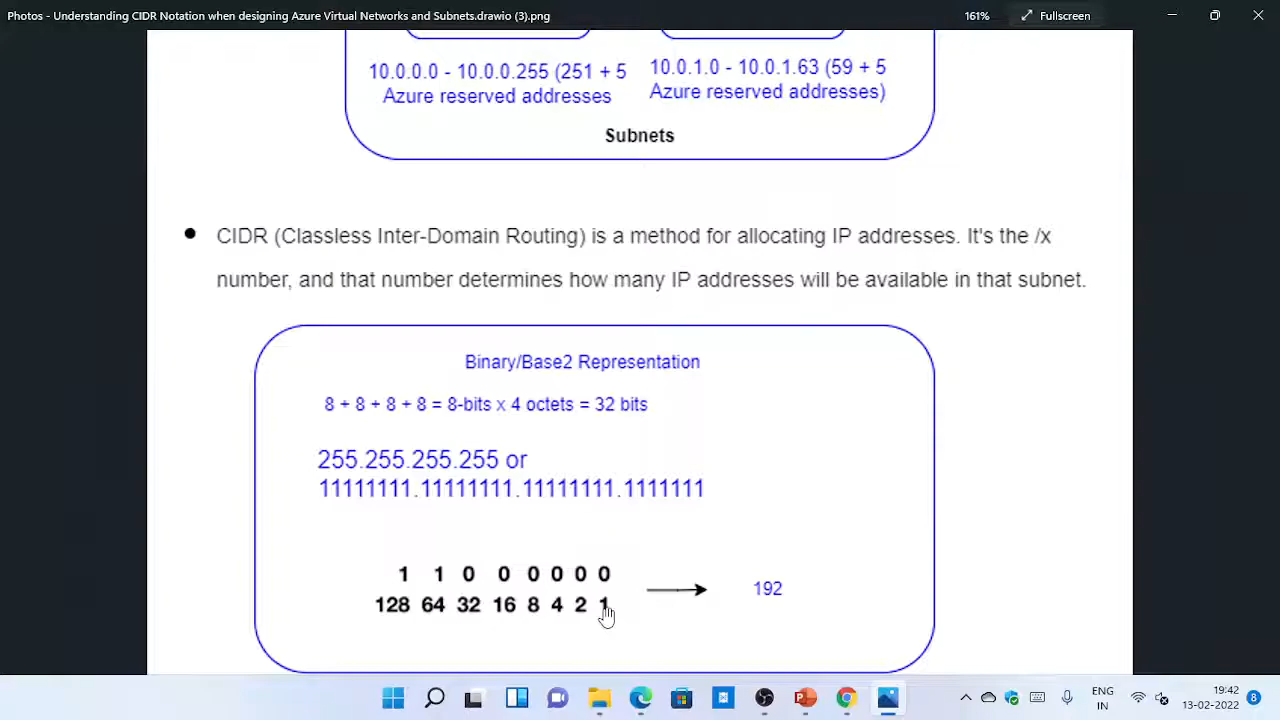 Photos - Understanding CIDR Notation when designing Azure Virtual Networks and Subnets.drawio (3).png
161%
Fullscreen
10.0.0.0 - 10.0.0.255 (251 + 5
Azure reserved addresses
10.0.1.0 - 10.0.1.63 (59 + 5
Azure reserved addresses)
Subnets
CIDR (Classless Inter-Domain Routing) is a method for allocating IP addresses. It's the /x
number, and that number determines how many IP addresses will be available in that subnet.
Binary/Base2 Representation
8 + 8 + 8 + 8 = 8-bits x 4 octets = 32 bits
255.255.255.255 or
11111111.11111111.11111111.1111111
1 1 0 0 0 0 0 0
128 64 32 16 8 4 2 1
192
ENG
IN
19:42
13-02-2022
8